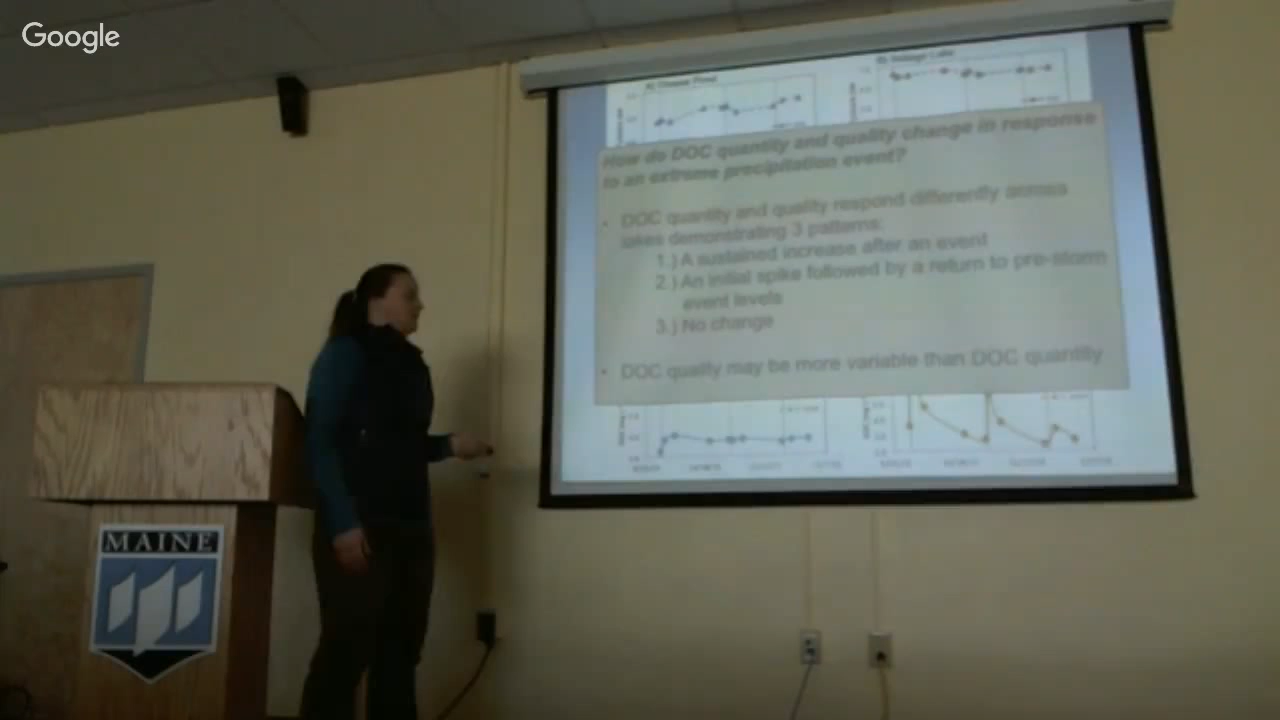 Google
How do DOC quantity and quality change in response
to an extreme precipitation event?
• DOC quantity and quality respond differently across
lakes demonstrating 3 patterns:
1.) A sustained increase after an event
2.) An initial spike followed by a return to pre-storm
event levels
3.) No change
• DOC quality may be more variable than DOC quantity
MAINE